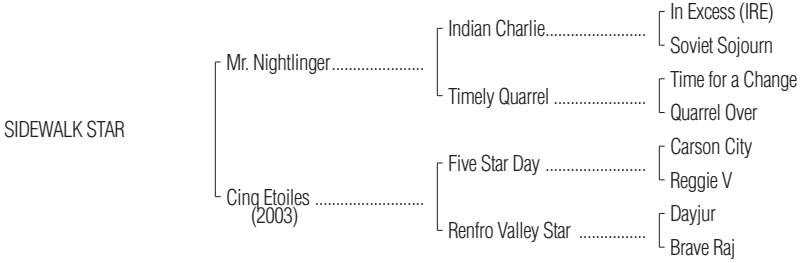 In Excess (IRE)
Indian Charlie.......................
Soviet Sojourn
Mr. Nightlinger.....................
Time for a Change
Timely Quarrel .....................
Quarrel Over
SIDEWALK STAR
Carson City
Five Star Day .......................
Reggie V
Cinq Etoiles .........................
(2003)
Dayjur
Renfro Valley Star ...............
Brave Raj